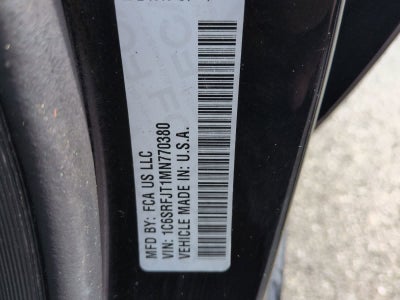 MFD BY: FCA US LLC
VIN: 1C6SRFJT1MN770380
VEHICLE MADE IN: U.S.A.